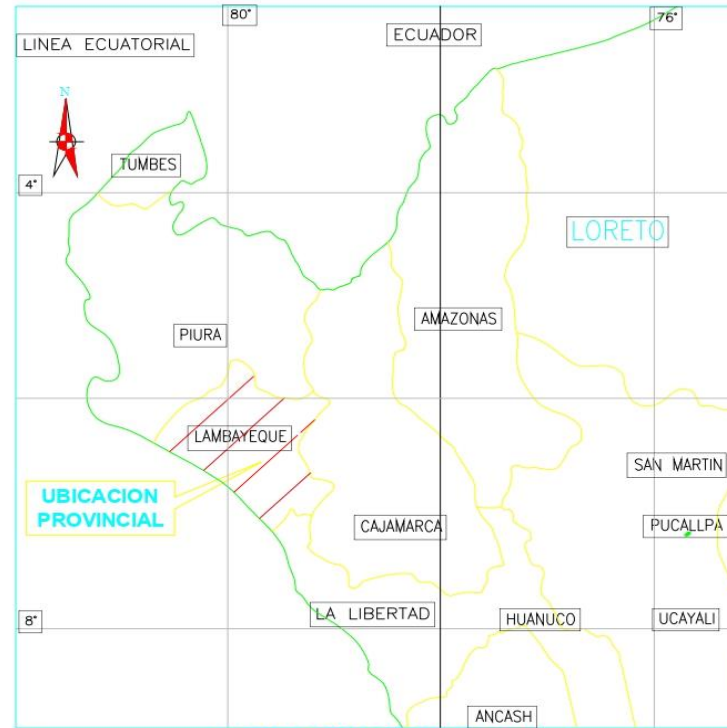 80°
76°
LINEA ECUATORIAL
ECUADOR
N
TUMBES
4°
LORETO
PIURA
AMAZONAS
LAMBAYEQUE
SAN MARTIN
UBICACION
PROVINCIAL
CAJAMARCA
PUCALLPA
LA LIBERTAD
HUANUCO
UCAYALI
8°
ANCASH